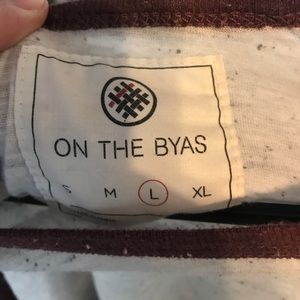 ON THE BYAS
S M L XL